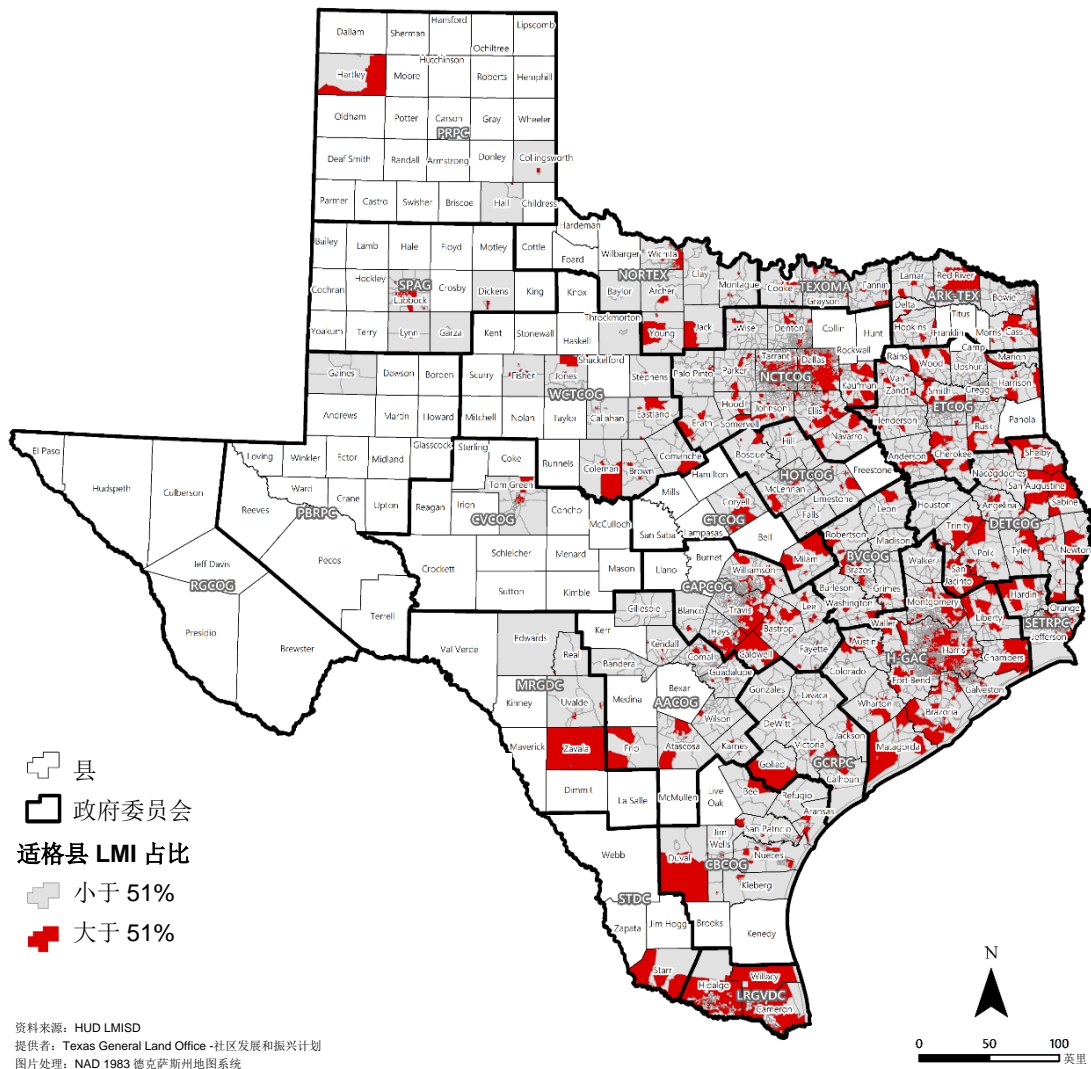 Dallam
Sherman
Hansford
Ochiltree
Lipscomb
Hartley
Moore
Hutchinson
Roberts
Hemphill
Oldham
Potter
Carson
Gray
Wheeler
PRPC
Deaf Smith
Randall
Armstrong
Donley
Collingsworth
Parmer
Castro
Swisher
Briscoe
Hall
Childress
Bailey
Lamb
Hale
Floyd
Motley
Cottle
Hardeman
Foard
Wilbarger
Wichita
NORTEX
Clay
Montague
Cooke
TEXOMA
Grayson
Fannin
Lamar
Red River
ARK-TEX
Bowie
Delta
Cochran
Hockley
SPAG
Lubbock
Crosby
Dickens
King
Knox
Baylor
Archer
Throckmorton
Young
Jack
Wise
Denton
Collin
Hunt
Rockwall
Hopkins
Franklin
Titus
Morris
Cass
Camp
Yoakum
Terry
Lynn
Garza
Kent
Stonewall
Haskell
Gaines
Dawson
Borden
Scurry
Fisher
Jones
Shackelford
Stephens
WCTCOG
Palo Pinto
Parker
Tarrant
Dallas
NCTCOG
Kaufman
Rains
Van
Zandt
Wood
Upshur
Marion
Smith
Gregg
Harrison
ETCOG
Andrews
Martin
Howard
Mitchell
Nolan
Taylor
Callahan
Eastland
Erath
Hood
Somervell
Johnson
Ellis
Navarro
Henderson
Rusk
Panola
Anderson
Cherokee
Shelby
El Paso
Hudspeth
Culberson
Loving
Winkler
Ector
Midland
Glasscock
Sterling
Coke
Runnels
Coleman
Brown
Comanche
Hamilton
Bosque
Hill
HOTCOG
Freestone
McLennan
Limestone
Falls
Leon
Houston
Nacogdoches
San Augustine
Sabine
Angelina
DETCOG
Trinity
Polk
Tyler
Newton
San
Jacinto
Reeves
Ward
Crane
Upton
PBRPC
Reagan
Irion
Tom Green
CVCOG
Concho
McCulloch
San Saba
Mills
Lampasas
CTCOG
Coryell
Bell
Milam
Robertson
BVCOG
Brazos
Madison
Walker
Burleson
Grimes
Washington
Montgomery
Hardin
Liberty
Orange
SETRPC
Jefferson
Jeff Davis
RGCOG
Presidio
Brewster
Pecos
Terrell
Crockett
Schleicher
Menard
Mason
Sutton
Kimble
Llano
Burnet
Williamson
CAPCOG
Travis
Blanco
Hays
Bastrop
Lee
Caldwell
Fayette
Austin
Waller
Harris
H-GAC
Chambers
Fort Bend
Galveston
Brazoria
Colorado
Wharton
Matagorda
Val Verde
Edwards
Real
Kerr
Gillespie
Kendall
Bandera
Comal
Guadalupe
MRGDC
Kinney
Uvalde
Medina
Bexar
AACOG
Wilson
Gonzales
Lavaca
DeWitt
Jackson
Victoria
GCRPC
Calhoun
Goliad
Maverick
Zavala
Frio
Atascosa
Karnes
Dimmit
La Salle
McMullen
Live
Oak
Bee
Refugio
Aransas
San Patricio
Jim
Wells
Nueces
CBCOG
Duval
Kleberg
Webb
STDC
Zapata
Jim Hogg
Brooks
Kenedy
Starr
Hidalgo
Willacy
LRGVDC
Cameron
县
政府委员会
适格县 LMI 占比
小于 51%
大于 51%
资料来源：HUD LMISD
提供者：Texas General Land Office -社区发展和振兴计划
图片处理：NAD 1983 德克萨斯州地图系统
N
0 50 100
英里